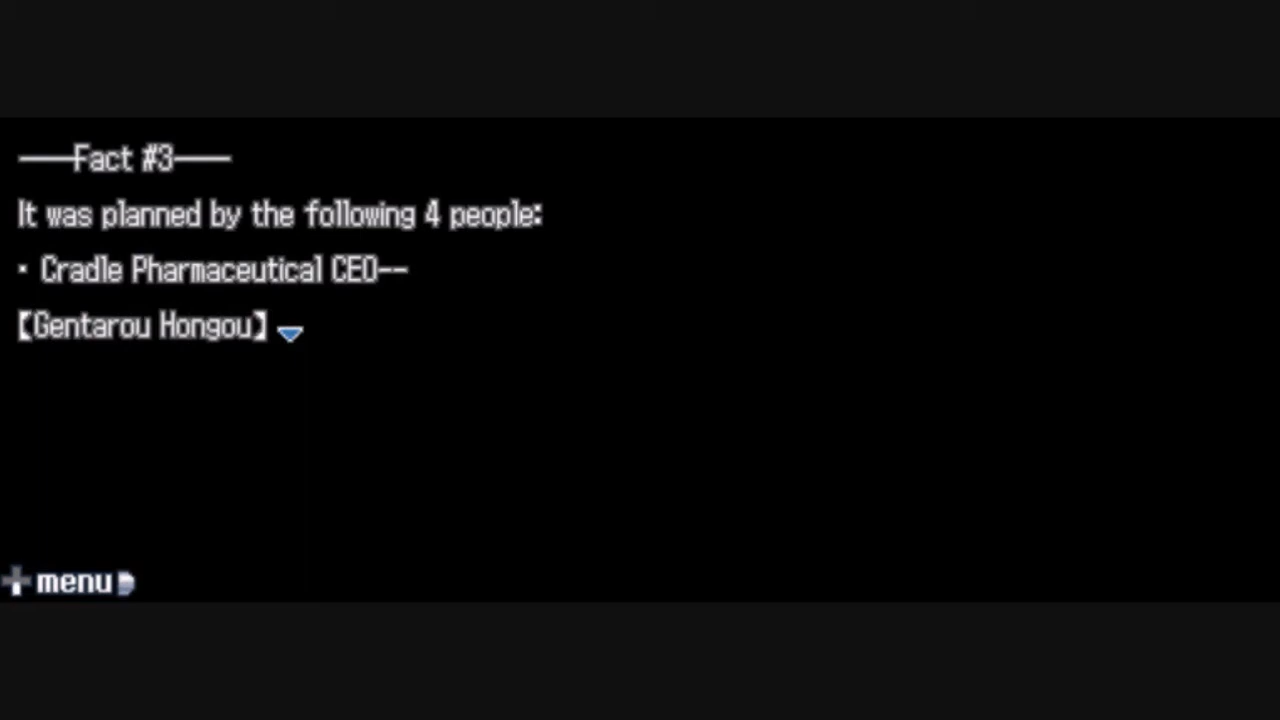 ───Fact #3───
It was planned by the following 4 people:
· Cradle Pharmaceutical CEO--
【Gentarou Hongou】
menu